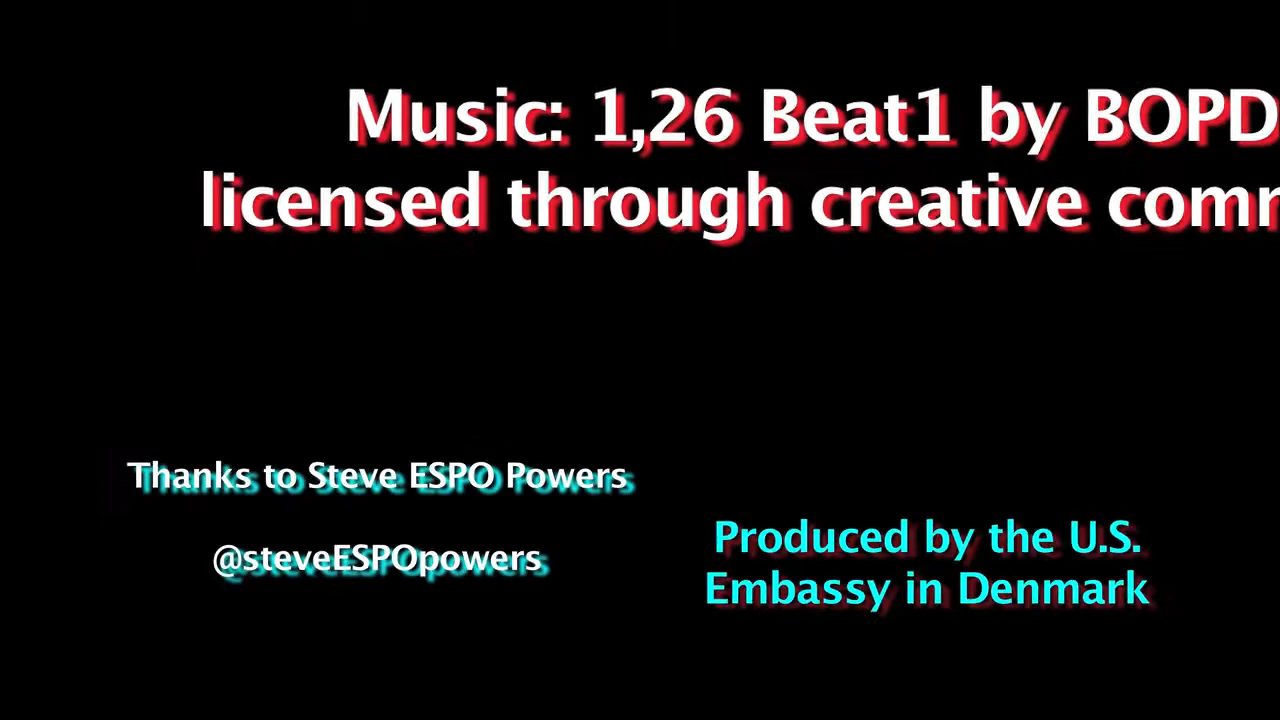 Music: 1,26 Beat1 by BOPD
licensed through creative comm
Thanks to Steve ESPO Powers
@steveESPOpowers
Produced by the U.S.
Embassy in Denmark